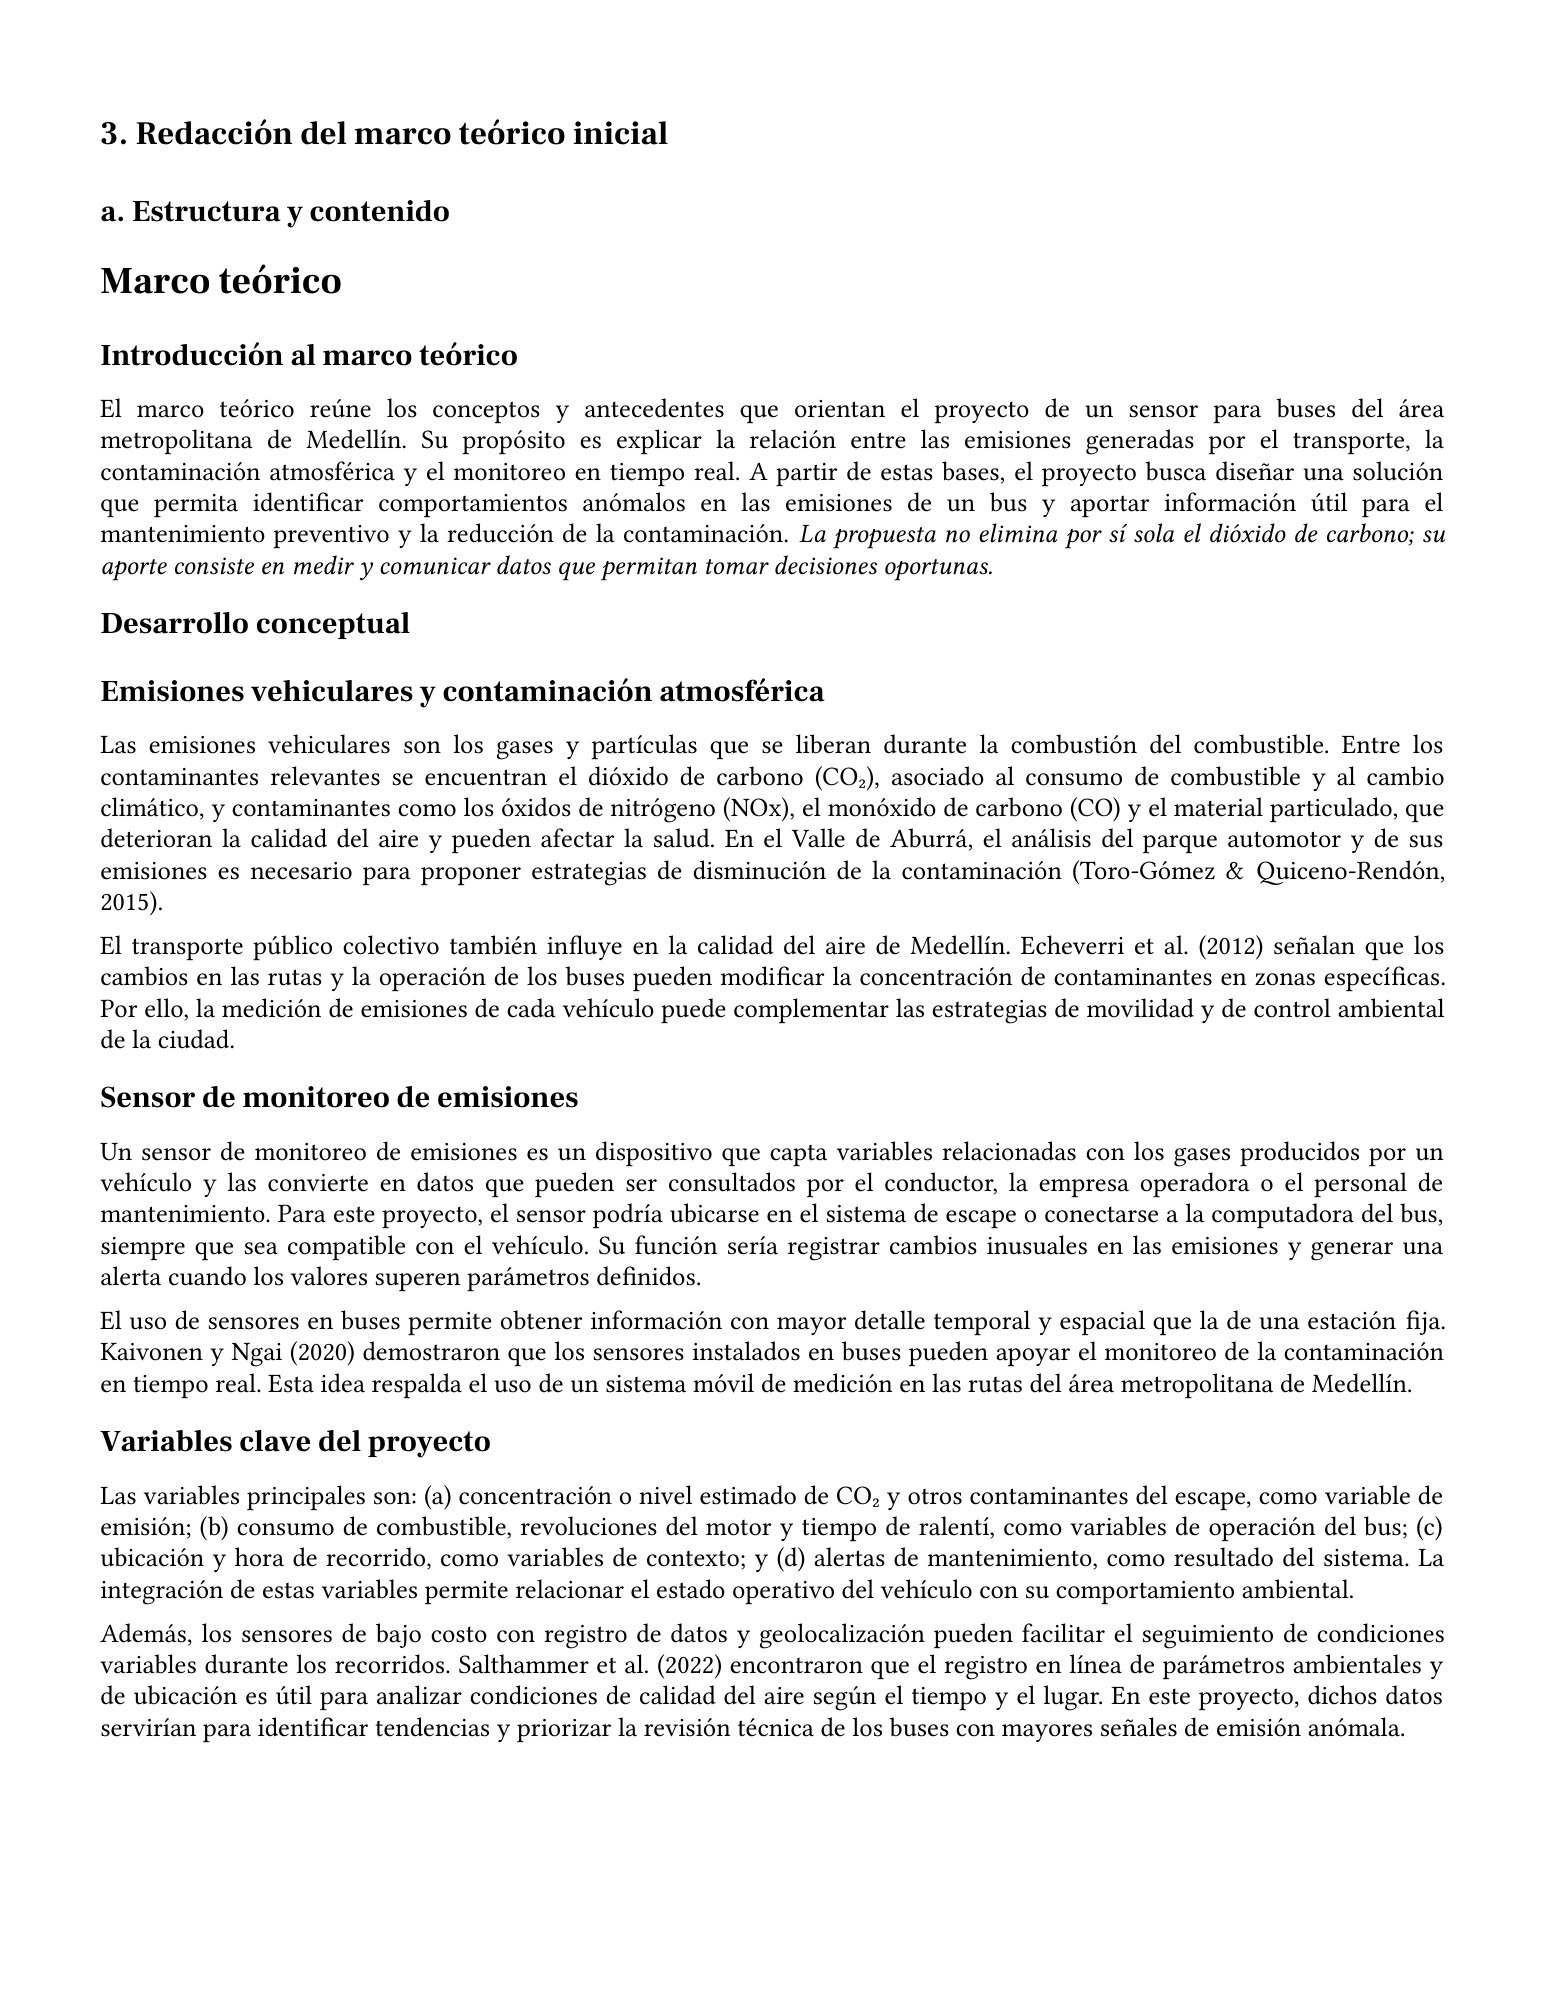 3. Redacción del marco teórico inicial
a. Estructura y contenido
Marco teórico
Introducción al marco teórico
El marco teórico reúne los conceptos y antecedentes que orientan el proyecto de un sensor para buses del área
metropolitana de Medellín. Su propósito es explicar la relación entre las emisiones generadas por el transporte, la
contaminación atmosférica y el monitoreo en tiempo real. A partir de estas bases, el proyecto busca diseñar una solución
que permita identificar comportamientos anómalos en las emisiones de un bus y aportar información útil para el
mantenimiento preventivo y la reducción de la contaminación. La propuesta no elimina por sí sola el dióxido de carbono; su
aporte consiste en medir y comunicar datos que permitan tomar decisiones oportunas.
Desarrollo conceptual
Emisiones vehiculares y contaminación atmosférica
Las emisiones vehiculares son los gases y partículas que se liberan durante la combustión del combustible. Entre los
contaminantes relevantes se encuentran el dióxido de carbono (CO₂), asociado al consumo de combustible y al cambio
climático, y contaminantes como los óxidos de nitrógeno (NOx), el monóxido de carbono (CO) y el material particulado, que
deterioran la calidad del aire y pueden afectar la salud. En el Valle de Aburrá, el análisis del parque automotor y de sus
emisiones es necesario para proponer estrategias de disminución de la contaminación (Toro-Gómez & Quiceno-Rendón,
2015).
El transporte público colectivo también influye en la calidad del aire de Medellín. Echeverri et al. (2012) señalan que los
cambios en las rutas y la operación de los buses pueden modificar la concentración de contaminantes en zonas específicas.
Por ello, la medición de emisiones de cada vehículo puede complementar las estrategias de movilidad y de control ambiental
de la ciudad.
Sensor de monitoreo de emisiones
Un sensor de monitoreo de emisiones es un dispositivo que capta variables relacionadas con los gases producidos por un
vehículo y las convierte en datos que pueden ser consultados por el conductor, la empresa operadora o el personal de
mantenimiento. Para este proyecto, el sensor podría ubicarse en el sistema de escape o conectarse a la computadora del bus,
siempre que sea compatible con el vehículo. Su función sería registrar cambios inusuales en las emisiones y generar una
alerta cuando los valores superen parámetros definidos.
El uso de sensores en buses permite obtener información con mayor detalle temporal y espacial que la de una estación fija.
Kaivonen y Ngai (2020) demostraron que los sensores instalados en buses pueden apoyar el monitoreo de la contaminación
en tiempo real. Esta idea respalda el uso de un sistema móvil de medición en las rutas del área metropolitana de Medellín.
Variables clave del proyecto
Las variables principales son: (a) concentración o nivel estimado de CO₂ y otros contaminantes del escape, como variable de
emisión; (b) consumo de combustible, revoluciones del motor y tiempo de ralentí, como variables de operación del bus; (c)
ubicación y hora de recorrido, como variables de contexto; y (d) alertas de mantenimiento, como resultado del sistema. La
integración de estas variables permite relacionar el estado operativo del vehículo con su comportamiento ambiental.
Además, los sensores de bajo costo con registro de datos y geolocalización pueden facilitar el seguimiento de condiciones
variables durante los recorridos. Salthammer et al. (2022) encontraron que el registro en línea de parámetros ambientales y
de ubicación es útil para analizar condiciones de calidad del aire según el tiempo y el lugar. En este proyecto, dichos datos
servirían para identificar tendencias y priorizar la revisión técnica de los buses con mayores señales de emisión anómala.